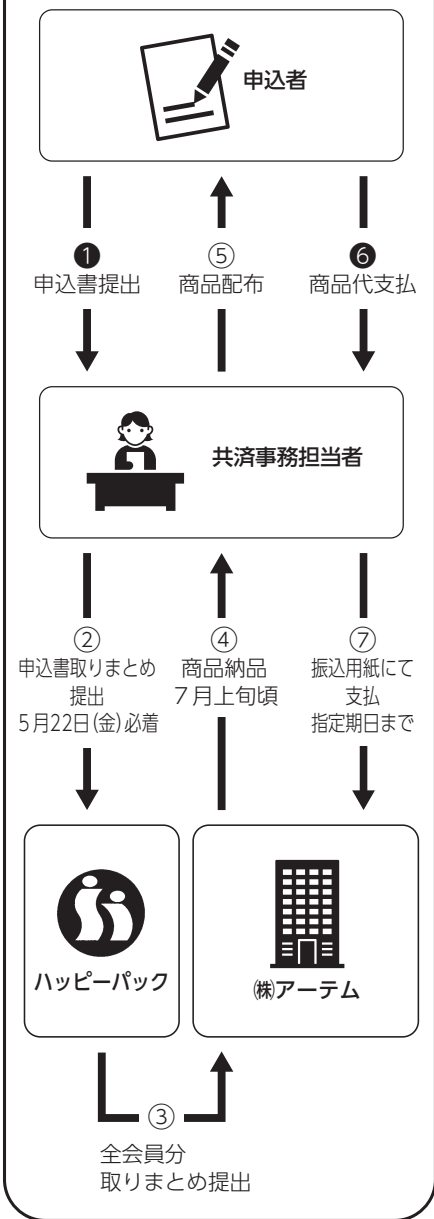 申込者
❶
申込書提出
⑤
商品配布
❻
商品代支払
共済事務担当者
②
申込書取りまとめ
提出
5月22日(金)必着
④
商品納品
7月上旬頃
⑦
振込用紙にて
支払
指定期日まで
ハッピーパック
㈱アーテム
③
全会員分
取りまとめ提出